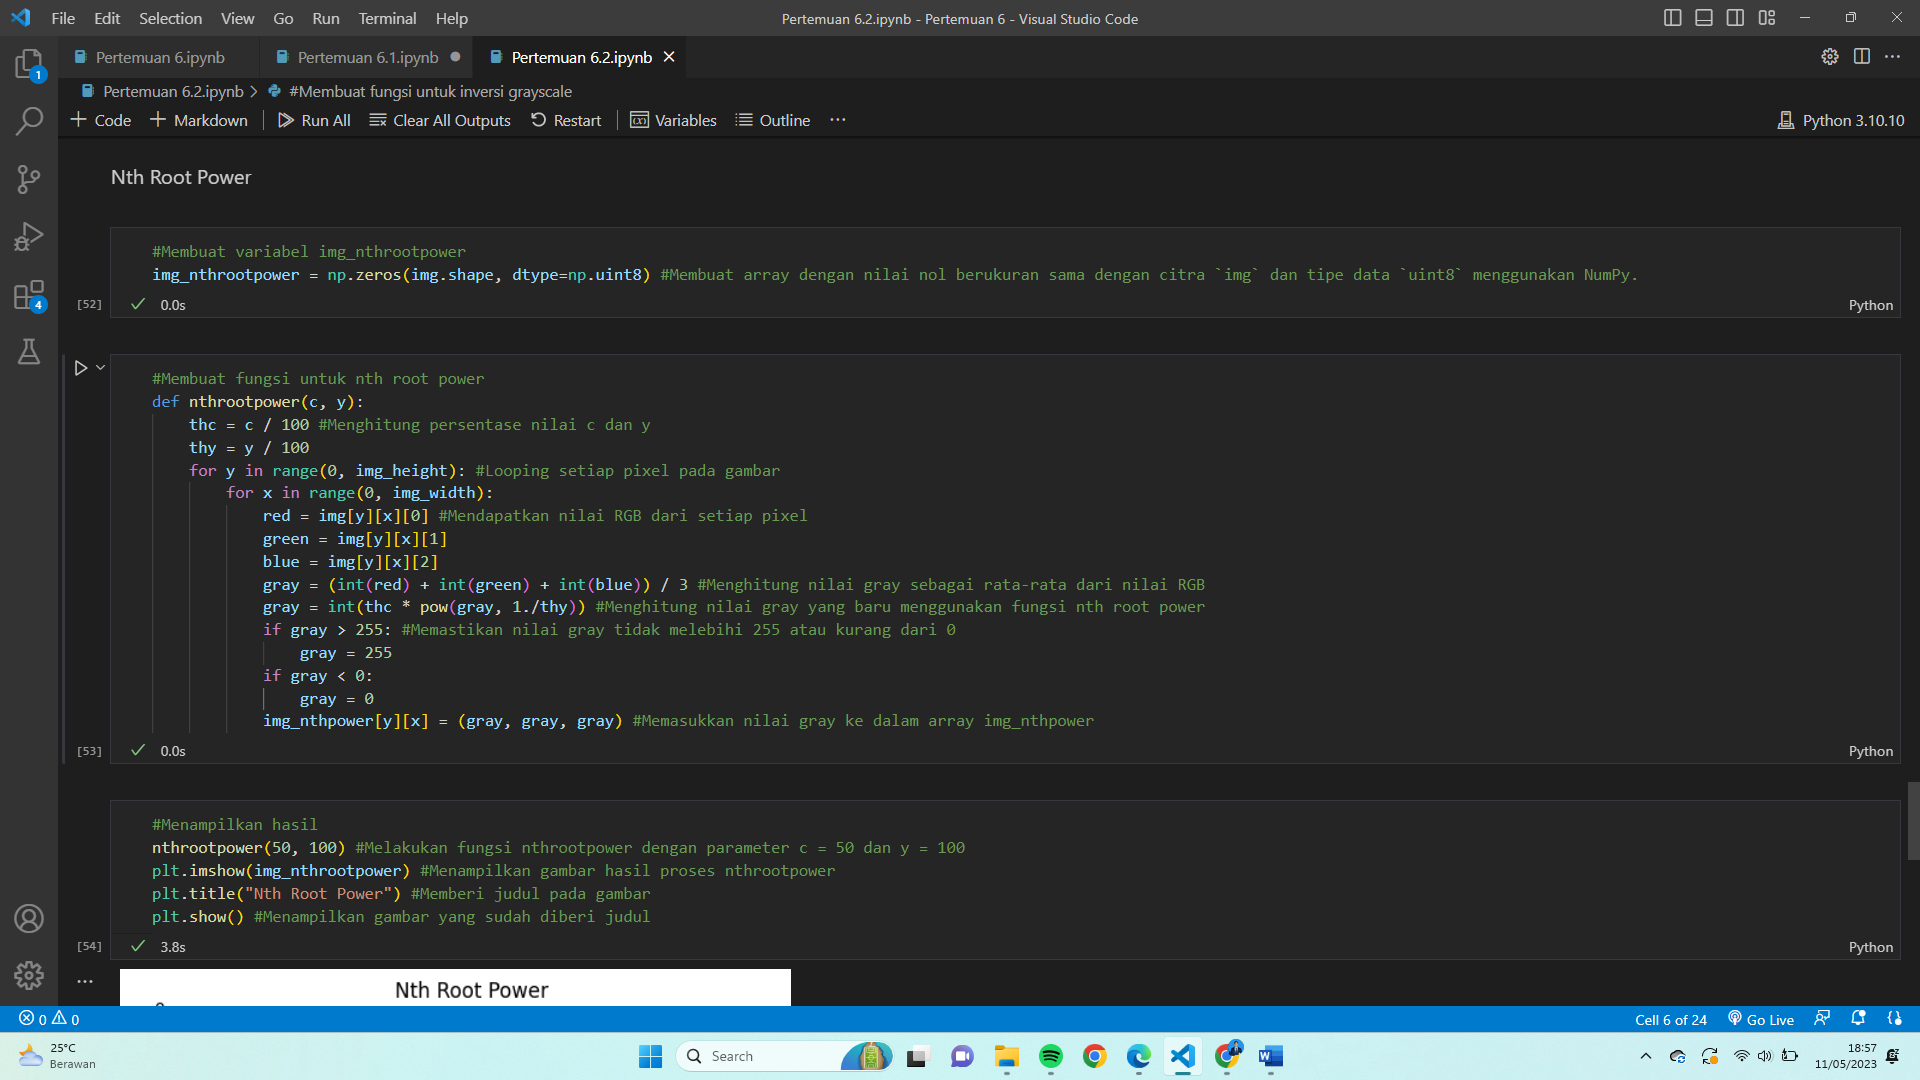 File Edit Selection View Go Run Terminal Help
Pertemuan 6.2.ipynb - Pertemuan 6 - Visual Studio Code
Pertemuan 6.ipynb
Pertemuan 6.1.ipynb
Pertemuan 6.2.ipynb
1
Pertemuan 6.2.ipynb > #Membuat fungsi untuk inversi grayscale
Code Markdown Run All Clear All Outputs Restart Variables Outline ...
Python 3.10.10
4
Nth Root Power
#Membuat variabel img_nthrootpower
img_nthrootpower = np.zeros(img.shape, dtype=np.uint8) #Membuat array dengan nilai nol berukuran sama dengan citra `img` dan tipe data `uint8` menggunakan NumPy.
[52] 0.0s
Python
#Membuat fungsi untuk nth root power
def nthrootpower(c, y):
    thc = c / 100 #Menghitung persentase nilai c dan y
    thy = y / 100
    for y in range(0, img_height): #Looping setiap pixel pada gambar
        for x in range(0, img_width):
            red = img[y][x][0] #Mendapatkan nilai RGB dari setiap pixel
            green = img[y][x][1]
            blue = img[y][x][2]
            gray = (int(red) + int(green) + int(blue)) / 3 #Menghitung nilai gray sebagai rata-rata dari nilai RGB
            gray = int(thc * pow(gray, 1./thy)) #Menghitung nilai gray yang baru menggunakan fungsi nth root power
            if gray > 255: #Memastikan nilai gray tidak melebihi 255 atau kurang dari 0
                gray = 255
            if gray < 0:
                gray = 0
            img_nthpower[y][x] = (gray, gray, gray) #Memasukkan nilai gray ke dalam array img_nthpower
[53] 0.0s
Python
#Menampilkan hasil
nthrootpower(50, 100) #Melakukan fungsi nthrootpower dengan parameter c = 50 dan y = 100
plt.imshow(img_nthrootpower) #Menampilkan gambar hasil proses nthrootpower
plt.title("Nth Root Power") #Memberi judul pada gambar
plt.show() #Menampilkan gambar yang sudah diberi judul
[54] 3.8s
Python
...
Nth Root Power
0 0
Cell 6 of 24 Go Live
25°C
Berawan
Search
18:57
11/05/2023